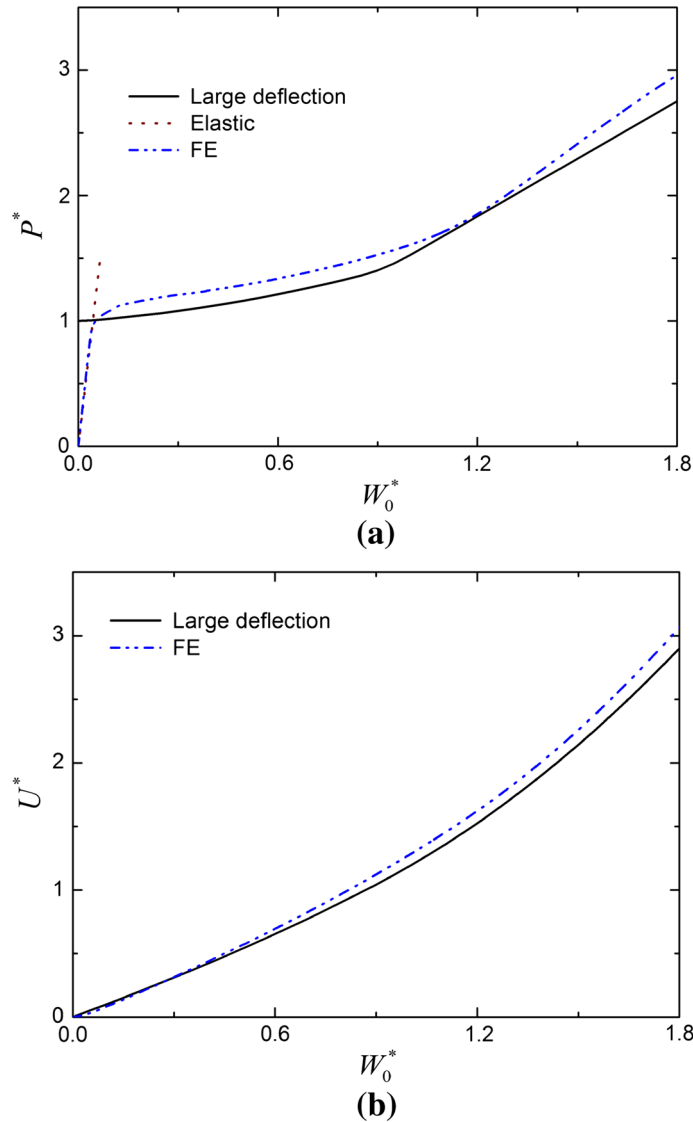 3
2
1
0
P*
Large deflection
Elastic
FE
0.0 0.6 1.2 1.8
W₀*
(a)
3
2
1
0
U*
Large deflection
FE
0.0 0.6 1.2 1.8
W₀*
(b)